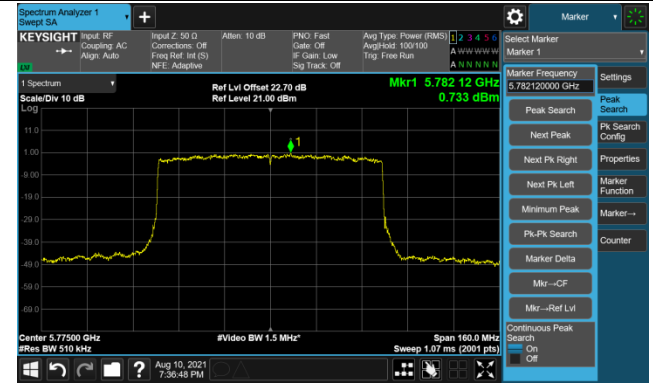 Spectrum Analyzer 1
Swept SA
+
Marker
KEYSIGHT
Input: RF
Coupling: AC
Align: Auto
Input Z: 50 Ω
Corrections: Off
Freq Ref: Int (S)
NFE: Adaptive
Atten: 10 dB
PNO: Fast
Gate: Off
IF Gain: Low
Sig Track: Off
Avg Type: Power (RMS)
Avg|Hold: 100/100
Trig: Free Run
1 2 3 4 5 6
A W W W W W
A N N N N N
Select Marker
Marker 1
LXI
1 Spectrum
Scale/Div 10 dB
Log
Ref Lvl Offset 22.70 dB
Ref Level 21.00 dBm
Mkr1 5.782 12 GHz
0.733 dBm
11.0
1.00
-9.00
-19.0
-29.0
-39.0
-49.0
-59.0
-69.0
1
Center 5.77500 GHz
#Res BW 510 kHz
#Video BW 1.5 MHz*
Span 160.0 MHz
Sweep 1.07 ms (2001 pts)
Marker Frequency
5.782120000 GHz
Peak Search
Next Peak
Next Pk Right
Next Pk Left
Minimum Peak
Pk-Pk Search
Marker Delta
Mkr→CF
Mkr→Ref Lvl
Continuous Peak
Search
On
Off
Settings
Peak
Search
Pk Search
Config
Properties
Marker
Function
Marker→
Counter
?
Aug 10, 2021
7:36:48 PM